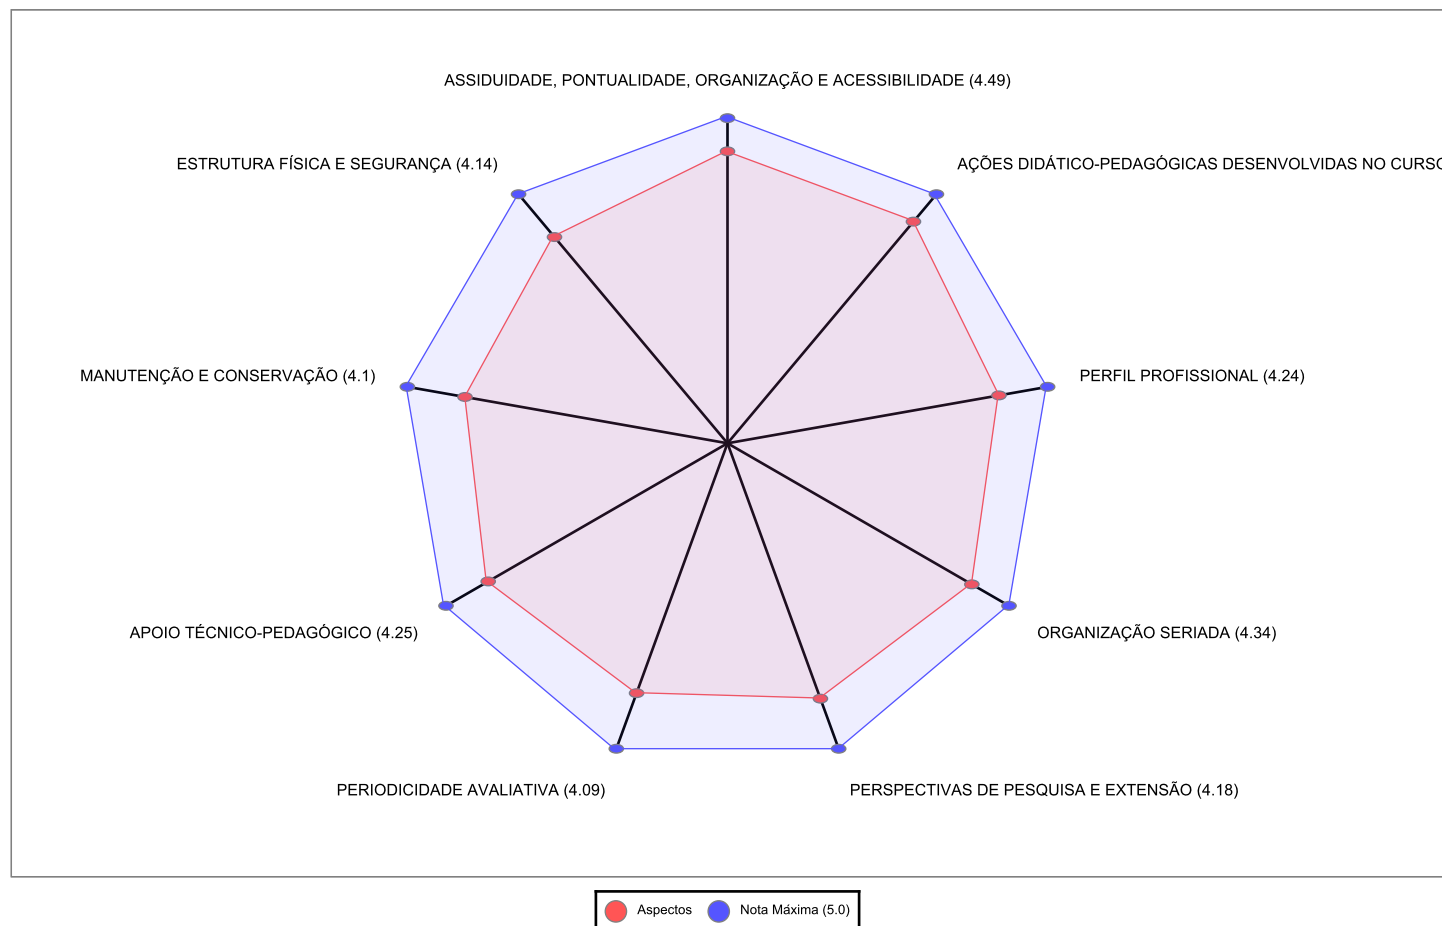 ASSIDUIDADE, PONTUALIDADE, ORGANIZAÇÃO E ACESSIBILIDADE (4.49)
ESTRUTURA FÍSICA E SEGURANÇA (4.14)
AÇÕES DIDÁTICO-PEDAGÓGICAS DESENVOLVIDAS NO CURSO
MANUTENÇÃO E CONSERVAÇÃO (4.1)
PERFIL PROFISSIONAL (4.24)
APOIO TÉCNICO-PEDAGÓGICO (4.25)
ORGANIZAÇÃO SERIADA (4.34)
PERIODICIDADE AVALIATIVA (4.09)
PERSPECTIVAS DE PESQUISA E EXTENSÃO (4.18)
Aspectos
Nota Máxima (5.0)